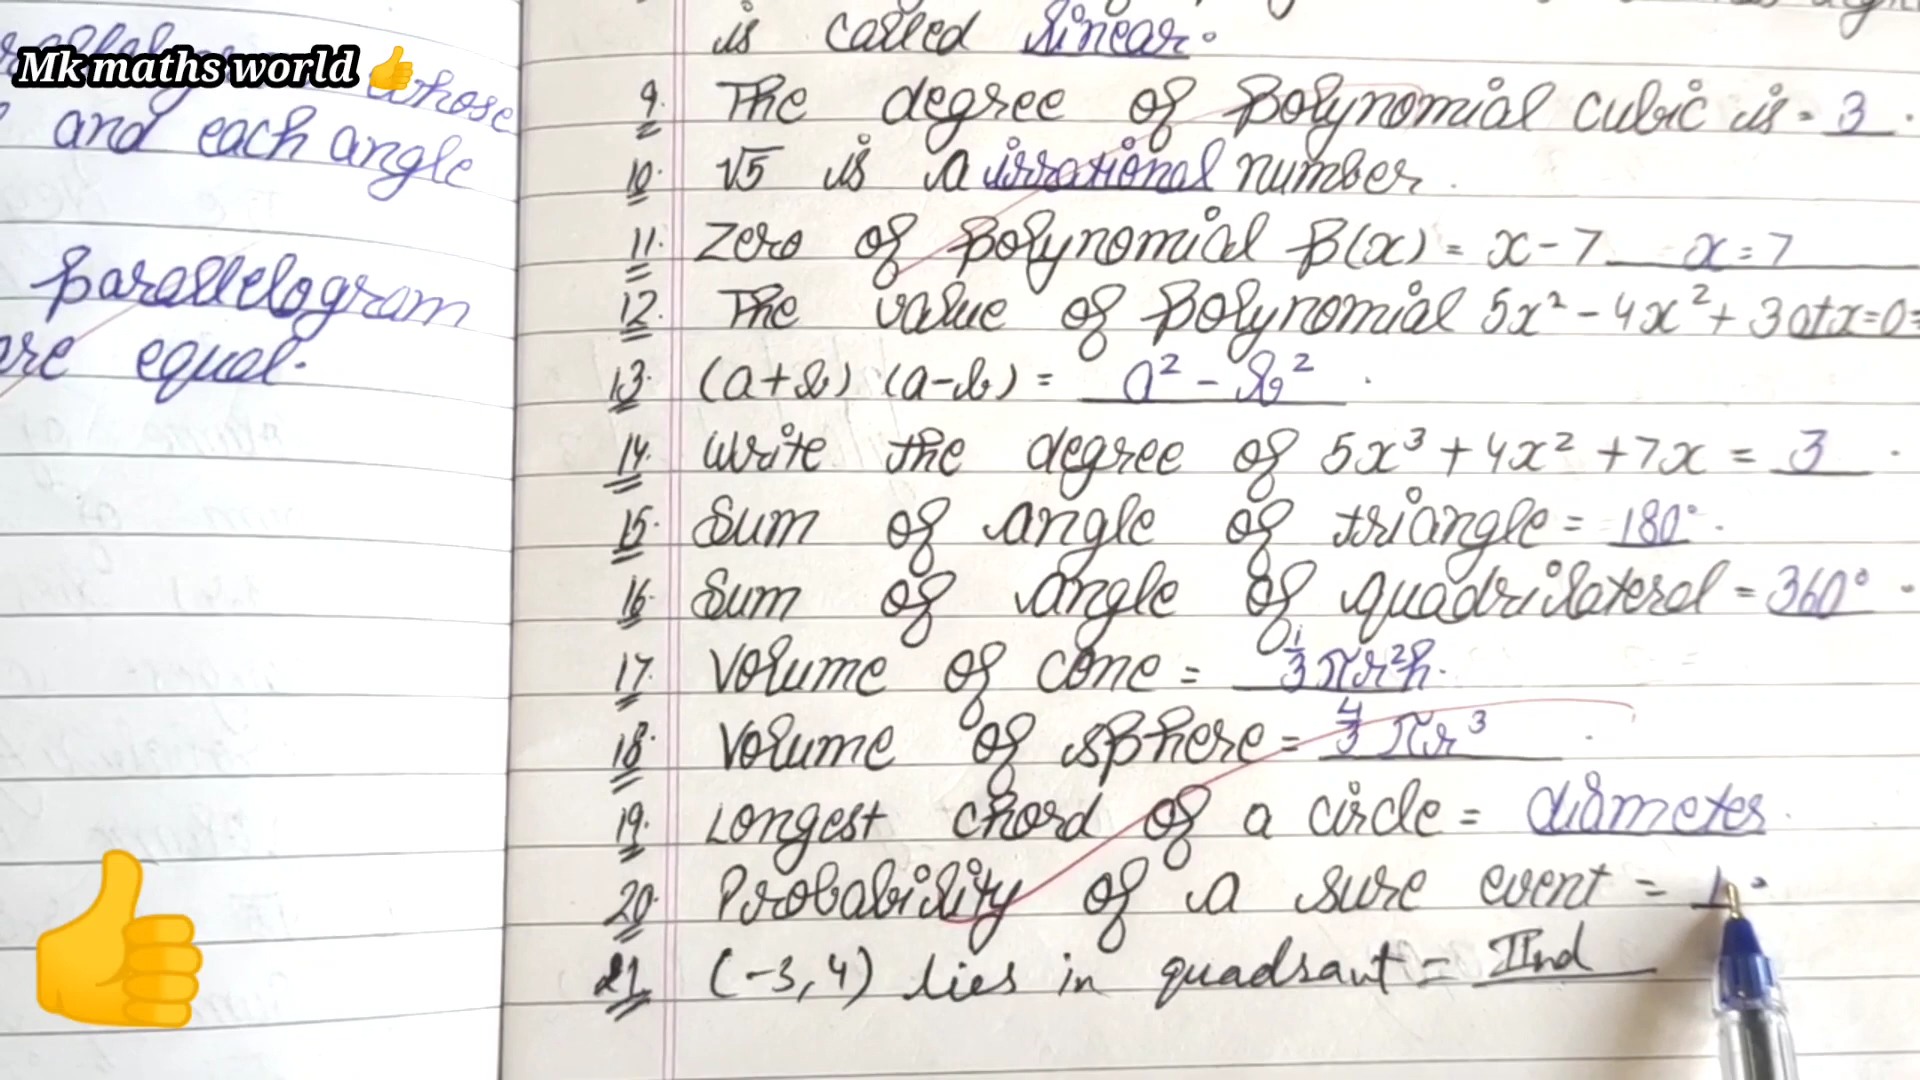 Mk maths world 👍
whose
and each angle
parallelogram
are equal.
is called linear.
9. The degree of polynomial cubic is = 3.
10. √5 is a irrational number.
11. Zero of polynomial p(x) = x - 7 x = 7
12. The value of polynomial 5x² - 4x² + 3 at x = 0 =
13. (a+b) (a-b) = a² - b².
14. Write the degree of 5x³ + 4x² + 7x = 3.
15. Sum of angle of triangle = 180°.
16. Sum of angle of quadrilateral = 360°.
17. Volume of cone = 1/3 πr²h.
18. Volume of sphere = 4/3 πr³.
19. Longest chord of a circle = diameter.
20. Probability of a sure event = 1.
21. (-3, 4) lies in quadrant = IInd